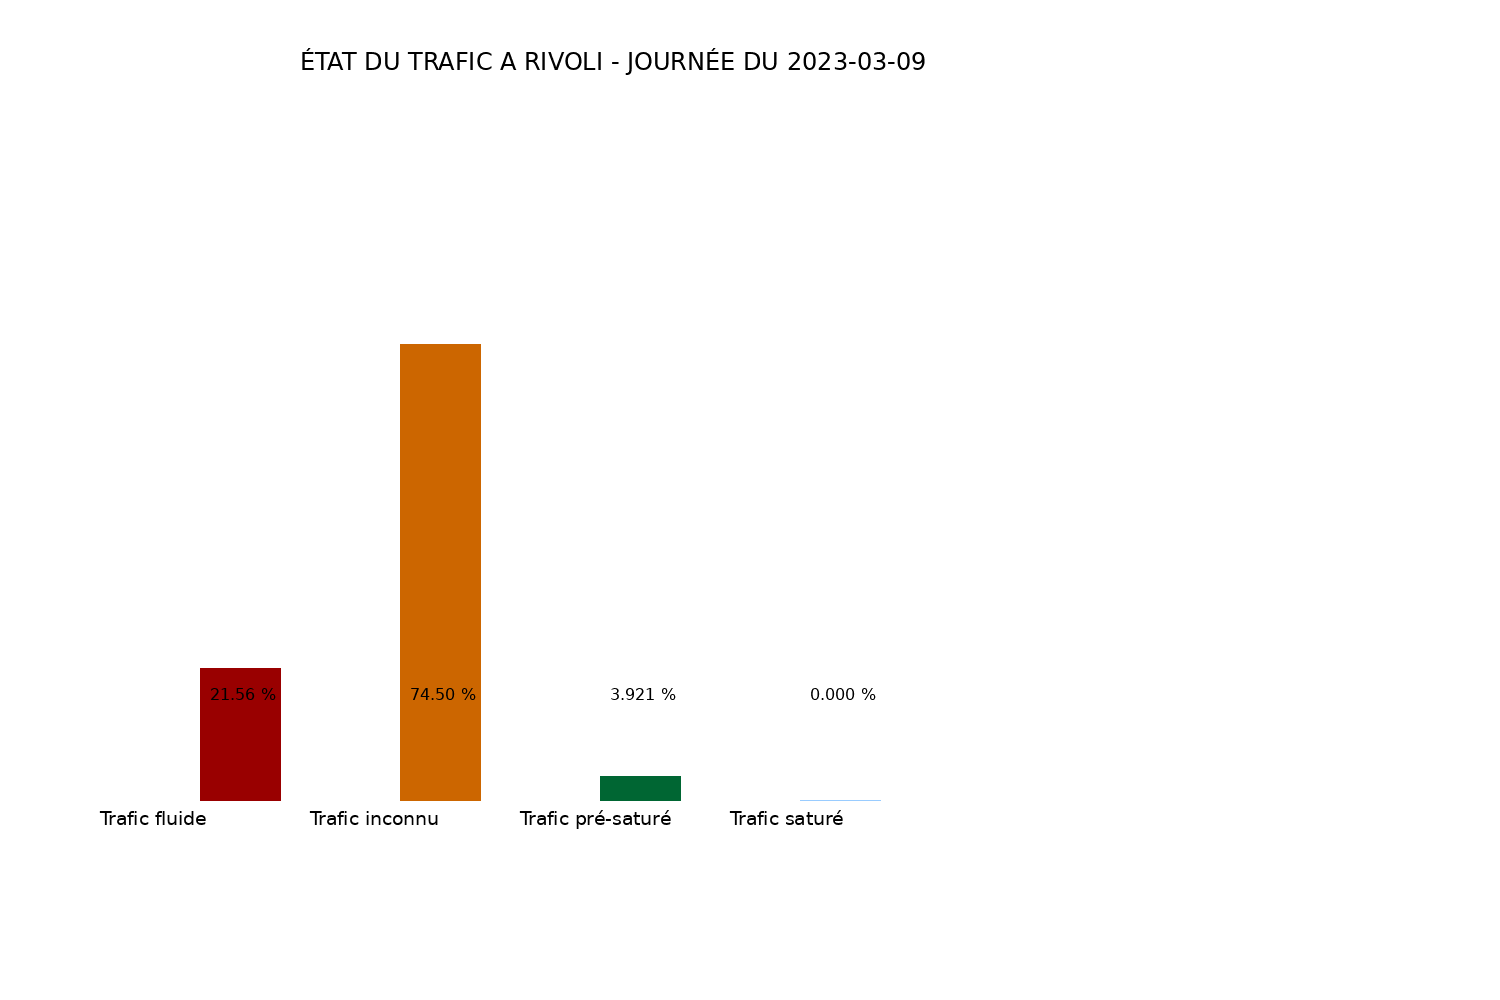 ÉTAT DU TRAFIC A RIVOLI - JOURNÉE DU 2023-03-09
21.56 % 74.50 % 3.921 % 0.000 %
Trafic fluide Trafic inconnu Trafic pré-saturé Trafic saturé